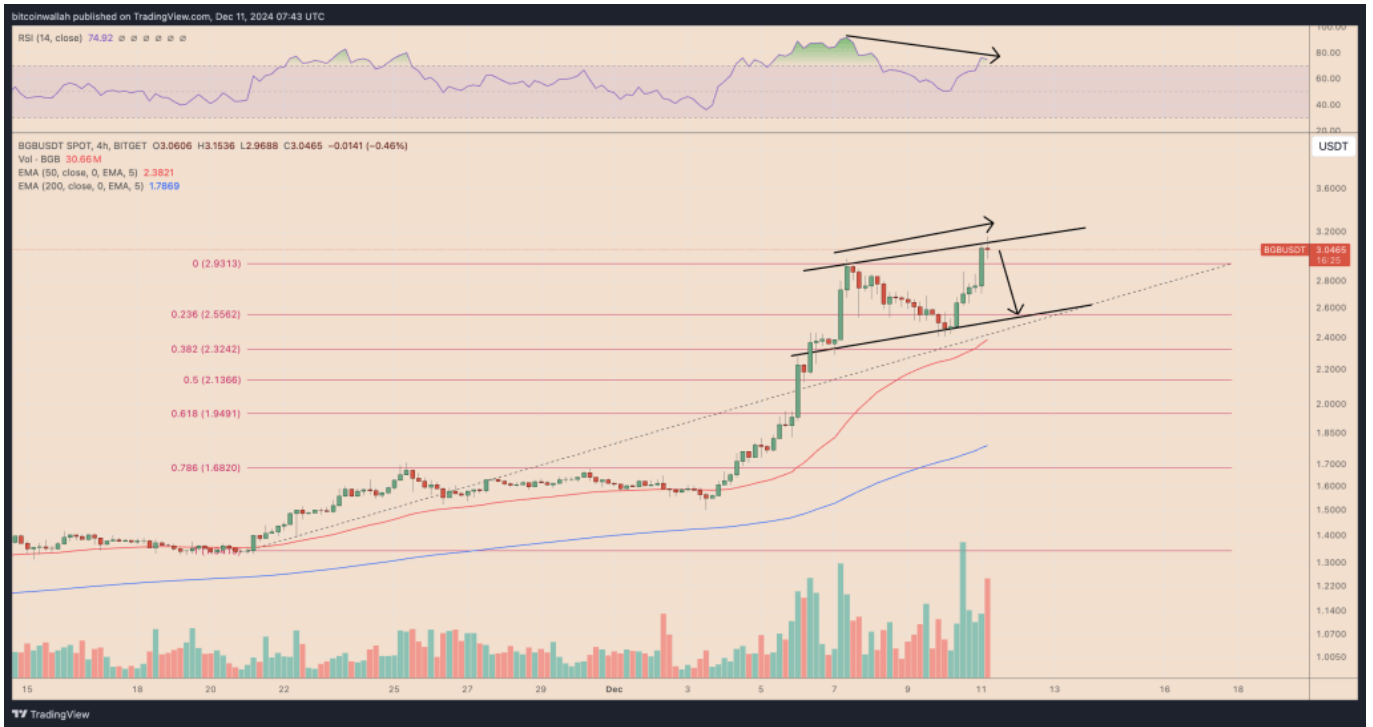 bitcoinwallah published on TradingView.com, Dec 11, 2024 07:43 UTC
RSI (14, close) 74.92 ø ø ø ø ø ø
100.00
80.00
60.00
40.00
20.00
BGBUSDT SPOT, 4h, BITGET O3.0606 H3.1536 L2.9688 C3.0465 −0.0141 (−0.46%)
USDT
Vol · BGB 30.66M
EMA (50, close, 0, EMA, 5) 2.3821
EMA (200, close, 0, EMA, 5) 1.7869
3.6000
3.2000
BGBUSDT 3.0465
16:25
0 (2.9313)
2.8000
2.6000
0.236 (2.5562)
2.4000
0.382 (2.3242)
2.2000
0.5 (2.1366)
2.0000
0.618 (1.9491)
1.8500
0.786 (1.6820)
1.7000
1.6000
1.5000
1.4000
1.3000
1.2200
1.1400
1.0700
1.0050
15 18 20 22 25 27 29 Dec 3 5 7 9 11 13 16 18
TradingView